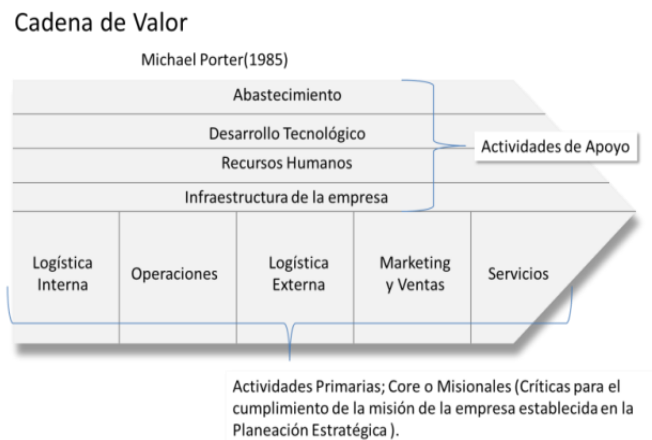 Cadena de Valor
Michael Porter(1985)
Abastecimiento
Desarrollo Tecnológico
Recursos Humanos
Infraestructura de la empresa
Actividades de Apoyo
Logística
Interna
Operaciones
Logística
Externa
Marketing
y Ventas
Servicios
Actividades Primarias; Core o Misionales (Críticas para el
cumplimiento de la misión de la empresa establecida en la
Planeación Estratégica ).